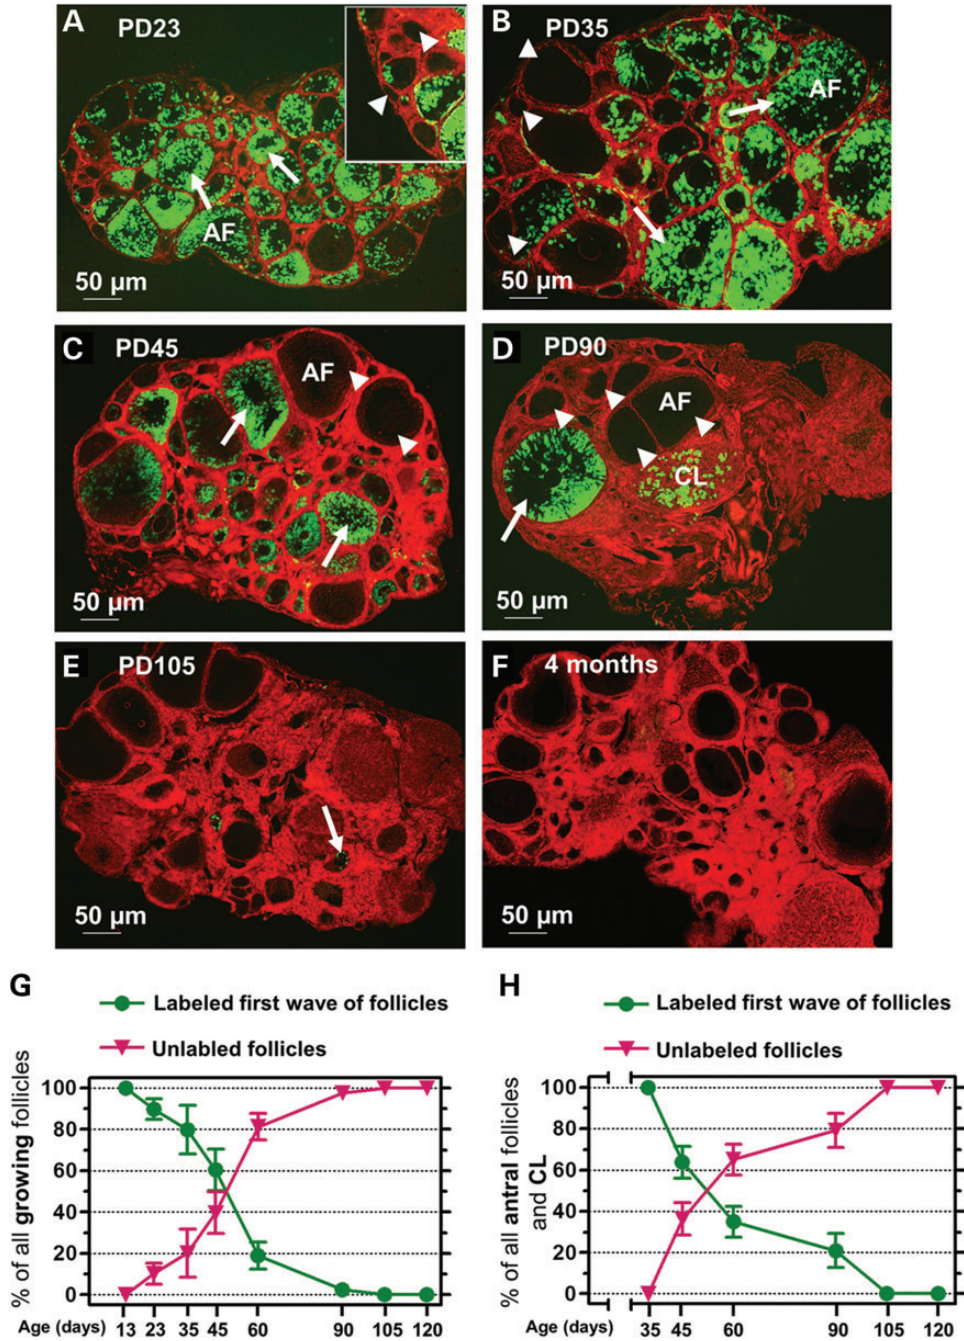 A PD23
AF
50 µm
B PD35
AF
50 µm
C PD45
AF
50 µm
D PD90
AF
CL
50 µm
E PD105
50 µm
F 4 months
50 µm
G
Labeled first wave of follicles
Unlabled follicles
% of all growing follicles
100
80
60
40
20
0
Age (days) 13 23 35 45 60 90 105 120
H
Labeled first wave of follicles
Unlabeled follicles
% of all antral follicles
and CL
100
80
60
40
20
0
Age (days) 35 45 60 90 105 120